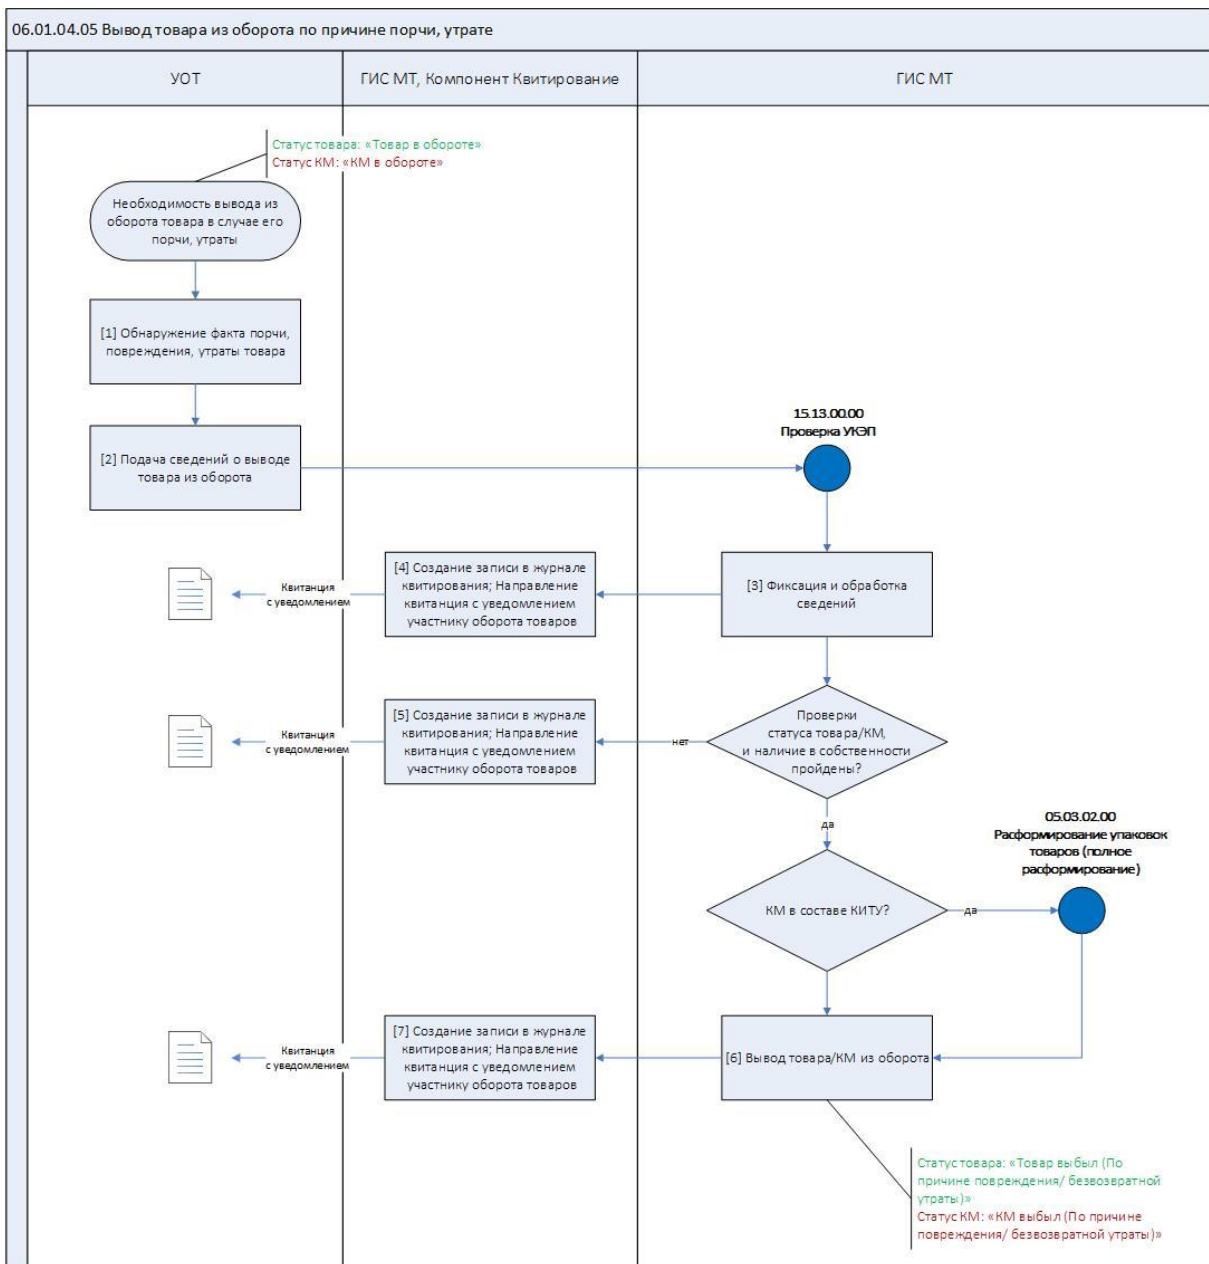 06.01.04.05 Вывод товара из оборота по причине порчи, утрате
УОТ
ГИС МТ, Компонент Квитирование
ГИС МТ
Статус товара: «Товар в обороте»
Статус КМ: «КМ в обороте»
Необходимость вывода из
оборота товара в случае его
порчи, утраты
[1] Обнаружение факта порчи,
повреждения, утраты товара
[2] Подача сведений о выводе
товара из оборота
15.13.00.00
Проверка УКЭП
[3] Фиксация и обработка
сведений
[4] Создание записи в журнале
квитирования; Направление
квитанция с уведомлением
участнику оборота товаров
Квитанция
с уведомлением
Проверки
статуса товара/КМ,
и наличие в собственности
пройдены?
нет
[5] Создание записи в журнале
квитирования; Направление
квитанция с уведомлением
участнику оборота товаров
Квитанция
с уведомлением
да
КМ в составе КИТУ?
да
05.03.02.00
Расформирование упаковок
товаров (полное
расформирование)
[6] Вывод товара/КМ из оборота
[7] Создание записи в журнале
квитирования; Направление
квитанция с уведомлением
участнику оборота товаров
Квитанция
с уведомлением
Статус товара: «Товар выбыл (По
причине повреждения/ безвозвратной
утраты)»
Статус КМ: «КМ выбыл (По причине
повреждения/ безвозвратной утраты)»